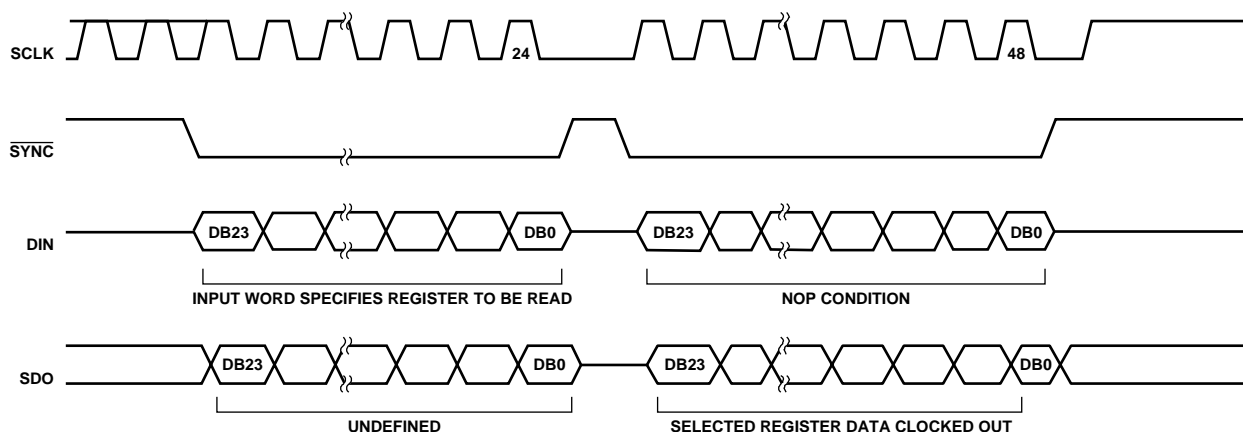 SCLK
24
48
SYNC
DIN
DB23
DB0
DB23
DB0
INPUT WORD SPECIFIES REGISTER TO BE READ
NOP CONDITION
SDO
DB23
DB0
DB23
DB0
UNDEFINED
SELECTED REGISTER DATA CLOCKED OUT